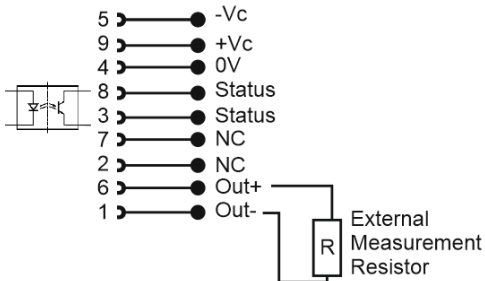 5 -Vc
9 +Vc
4 0V
8 Status
3 Status
7 NC
2 NC
6 Out+
1 Out-
R
External
Measurement
Resistor